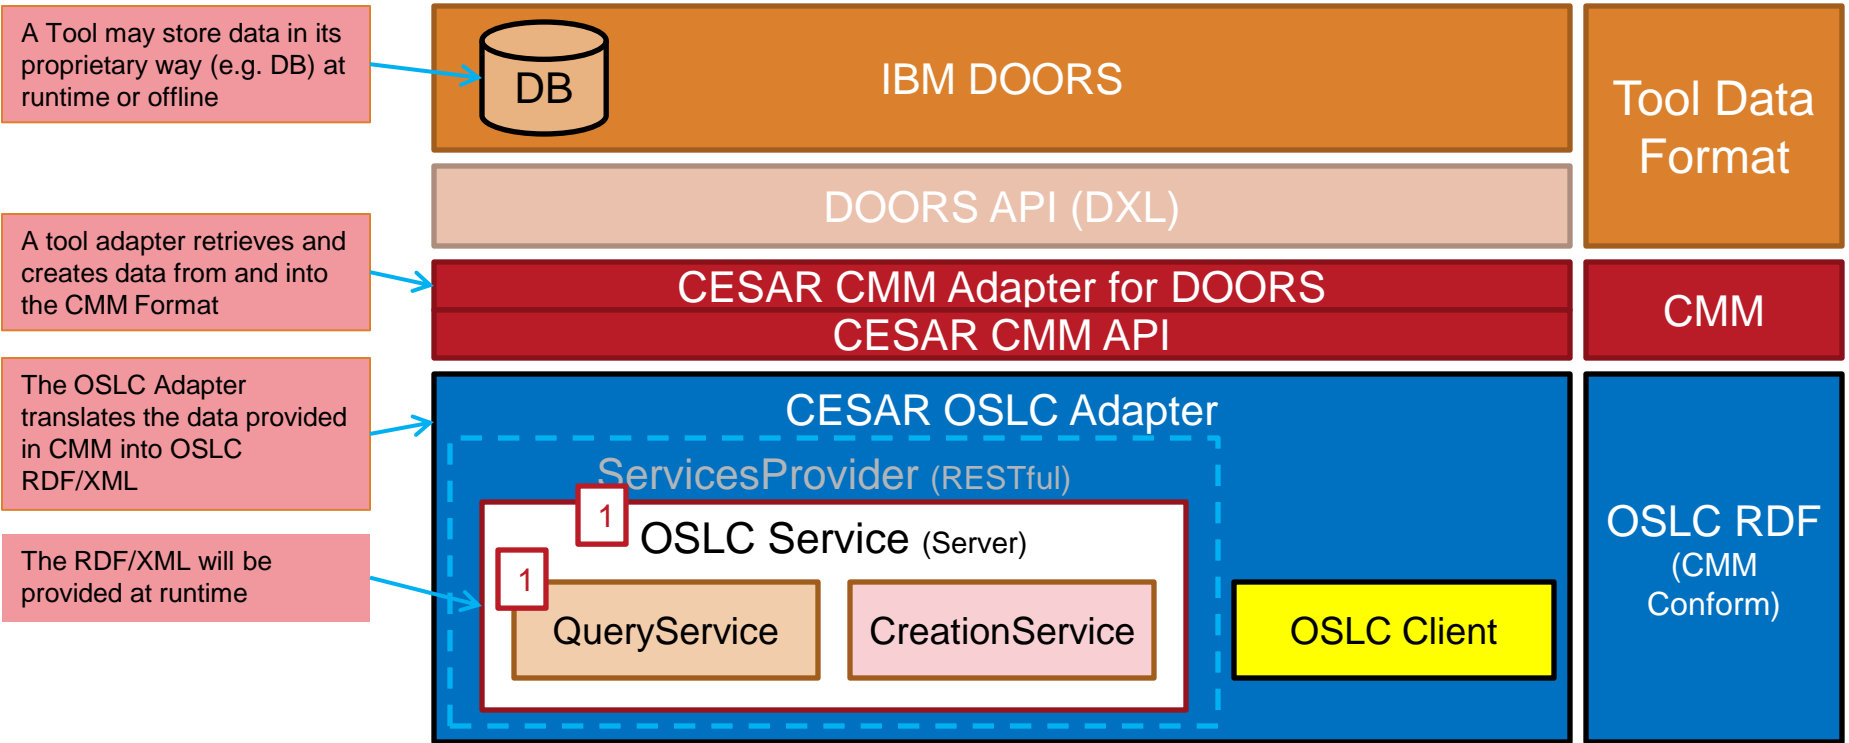 A Tool may store data in its
proprietary way (e.g. DB) at
runtime or offline
DB
IBM DOORS
Tool Data
Format
DOORS API (DXL)
A tool adapter retrieves and
creates data from and into
the CMM Format
CESAR CMM Adapter for DOORS
CESAR CMM API
CMM
The OSLC Adapter
translates the data provided
in CMM into OSLC
RDF/XML
CESAR OSLC Adapter
ServicesProvider (RESTful)
1
OSLC Service (Server)
The RDF/XML will be
provided at runtime
1
QueryService
CreationService
OSLC Client
OSLC RDF
(CMM
Conform)